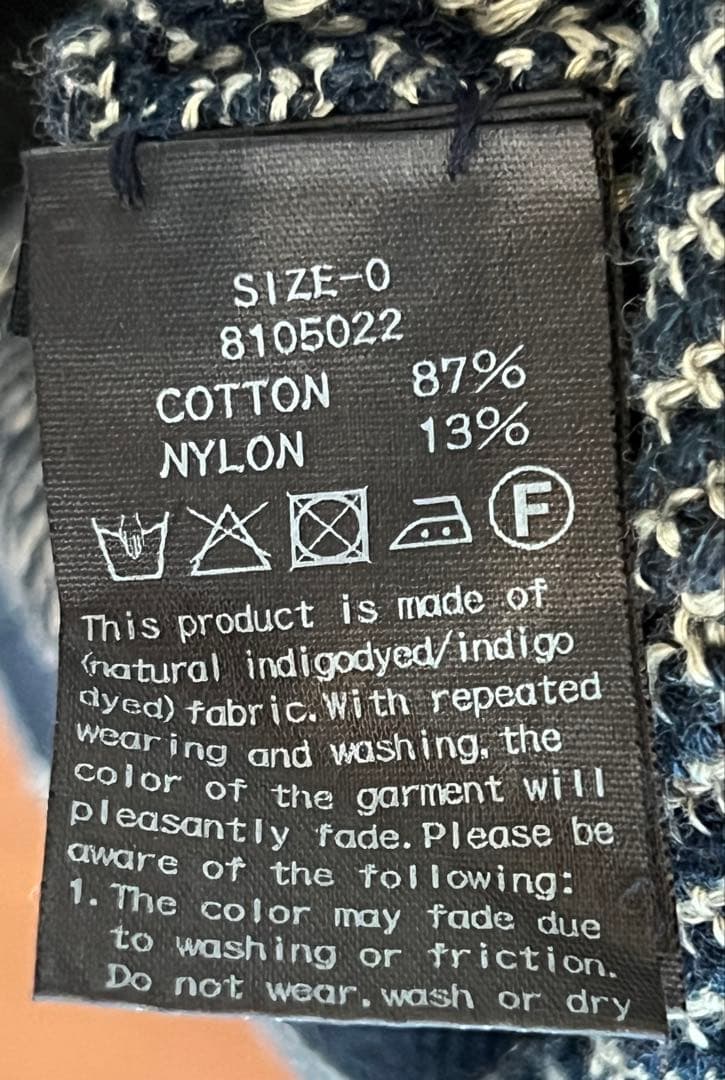 SIZE-0
8105022
COTTON 87%
NYLON 13%
F
This product is made of
(natural indigodyed/indigo
dyed) fabric. With repeated
wearing and washing, the
color of the garment will
pleasantly fade. Please be
aware of the following:
1. The color may fade due
to washing or friction.
Do not wear, wash or dry